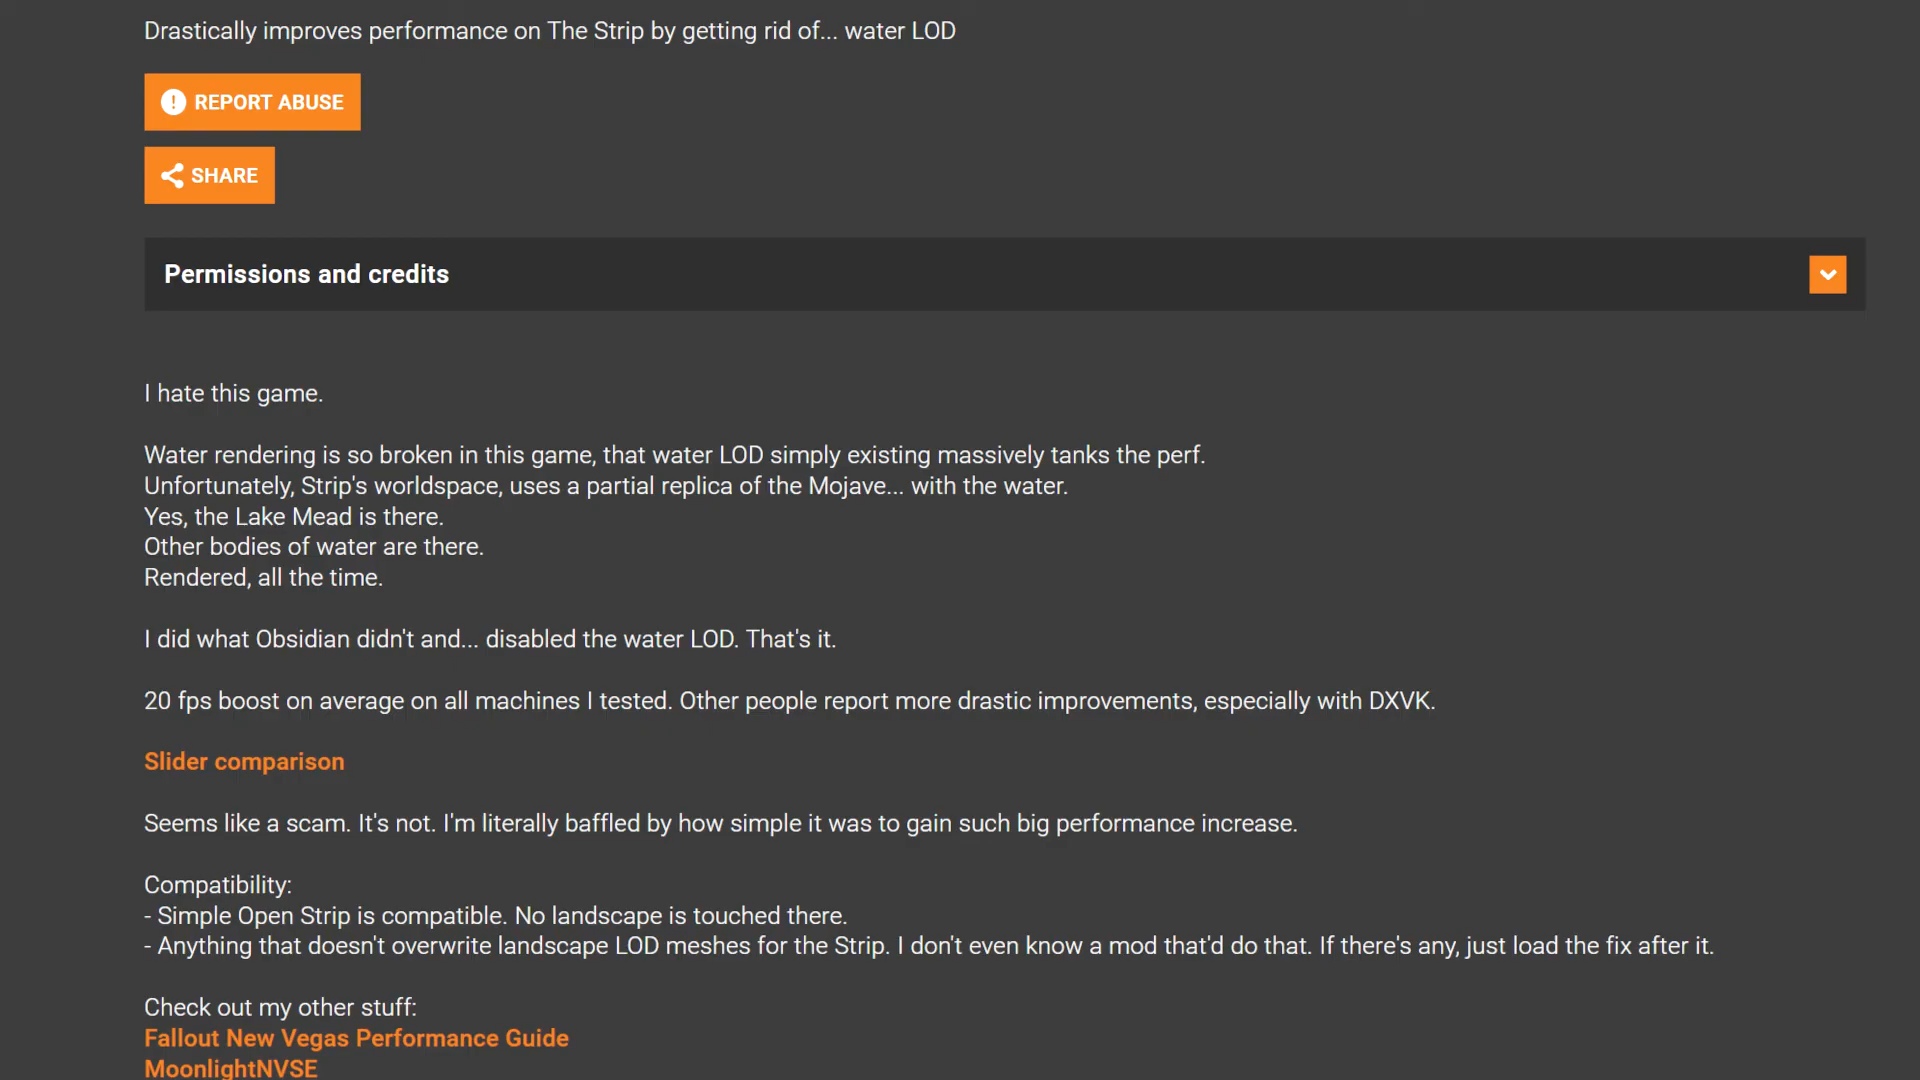 Drastically improves performance on The Strip by getting rid of... water LOD
REPORT ABUSE
SHARE
Permissions and credits
I hate this game.
Water rendering is so broken in this game, that water LOD simply existing massively tanks the perf.
Unfortunately, Strip's worldspace, uses a partial replica of the Mojave... with the water.
Yes, the Lake Mead is there.
Other bodies of water are there.
Rendered, all the time.
I did what Obsidian didn't and... disabled the water LOD. That's it.
20 fps boost on average on all machines I tested. Other people report more drastic improvements, especially with DXVK.
Slider comparison
Seems like a scam. It's not. I'm literally baffled by how simple it was to gain such big performance increase.
Compatibility:
- Simple Open Strip is compatible. No landscape is touched there.
- Anything that doesn't overwrite landscape LOD meshes for the Strip. I don't even know a mod that'd do that. If there's any, just load the fix after it.
Check out my other stuff:
Fallout New Vegas Performance Guide
MoonlightNVSE